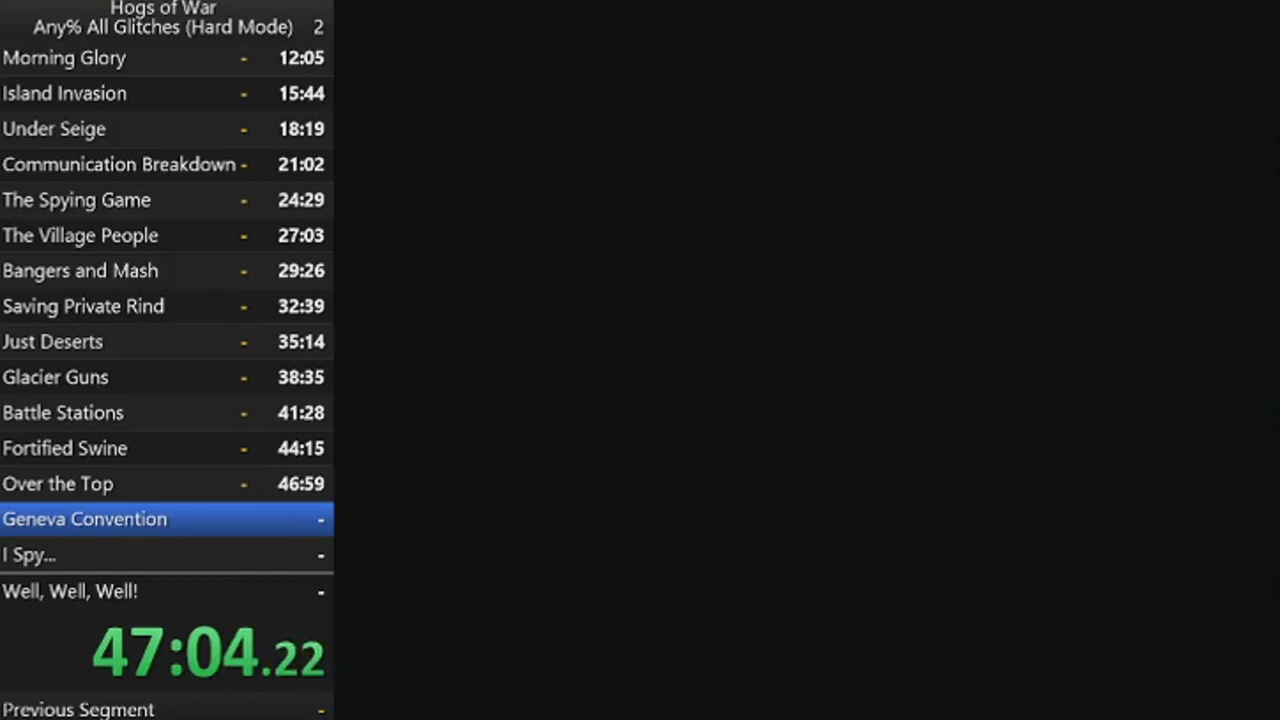 Hogs of War
Any% All Glitches (Hard Mode) 2
Morning Glory - 12:05
Island Invasion - 15:44
Under Seige - 18:19
Communication Breakdown - 21:02
The Spying Game - 24:29
The Village People - 27:03
Bangers and Mash - 29:26
Saving Private Rind - 32:39
Just Deserts - 35:14
Glacier Guns - 38:35
Battle Stations - 41:28
Fortified Swine - 44:15
Over the Top - 46:59
Geneva Convention -
I Spy... -
Well, Well, Well! -
47:04.22
Previous Segment -